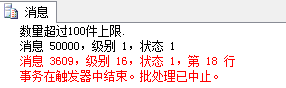 消息
数量超过100件上限.
消息 50000，级别 1，状态 1
消息 3609，级别 16，状态 1，第 18 行
事务在触发器中结束。批处理已中止。